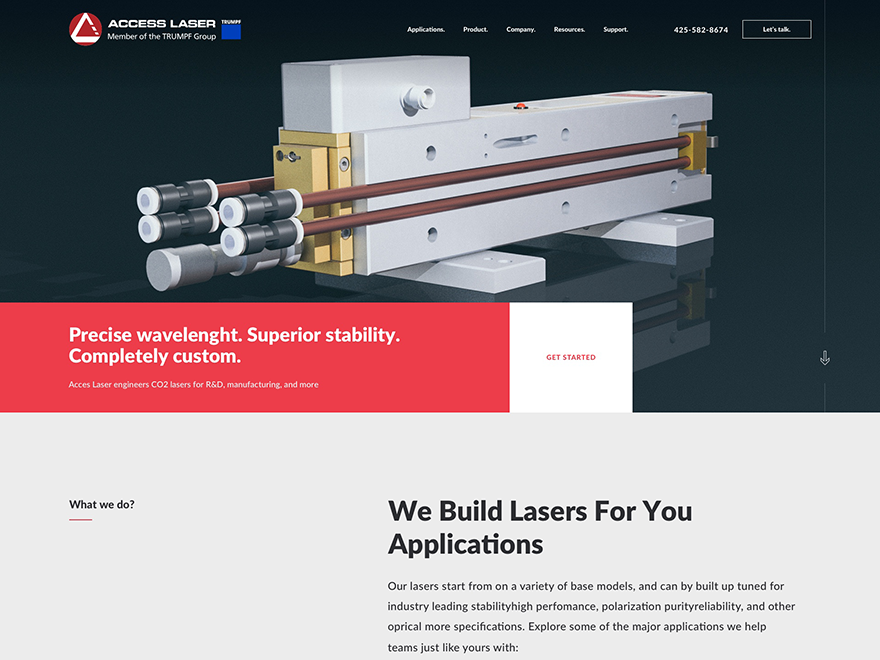 ACCESS LASER
Member of the TRUMPF Group
TRUMPF
Applications. Product. Company. Resources. Support. 425-582-8674 Let's talk.
Precise wavelenght. Superior stability.
Completely custom.
Acces Laser engineers CO2 lasers for R&D, manufacturing, and more
GET STARTED
What we do?
We Build Lasers For You
Applications
Our lasers start from on a variety of base models, and can by built up tuned for
industry leading stabilityhigh perfomance, polarization purityreliability, and other
oprical more specifications. Explore some of the major applications we help
teams just like yours with: